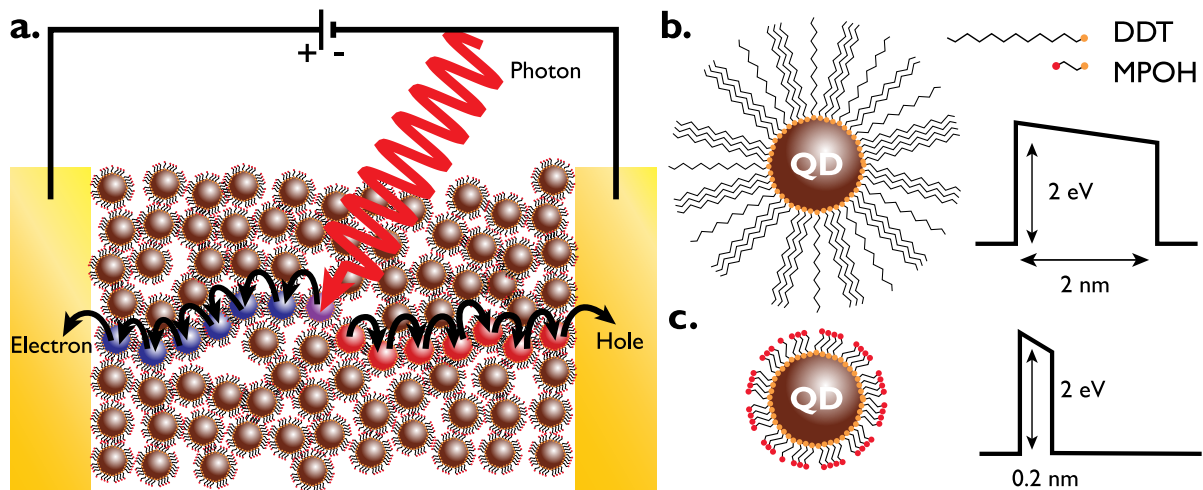 a.
+ -
Photon
Electron
Hole
b.
DDT
MPOH
QD
2 eV
2 nm
c.
QD
2 eV
0.2 nm